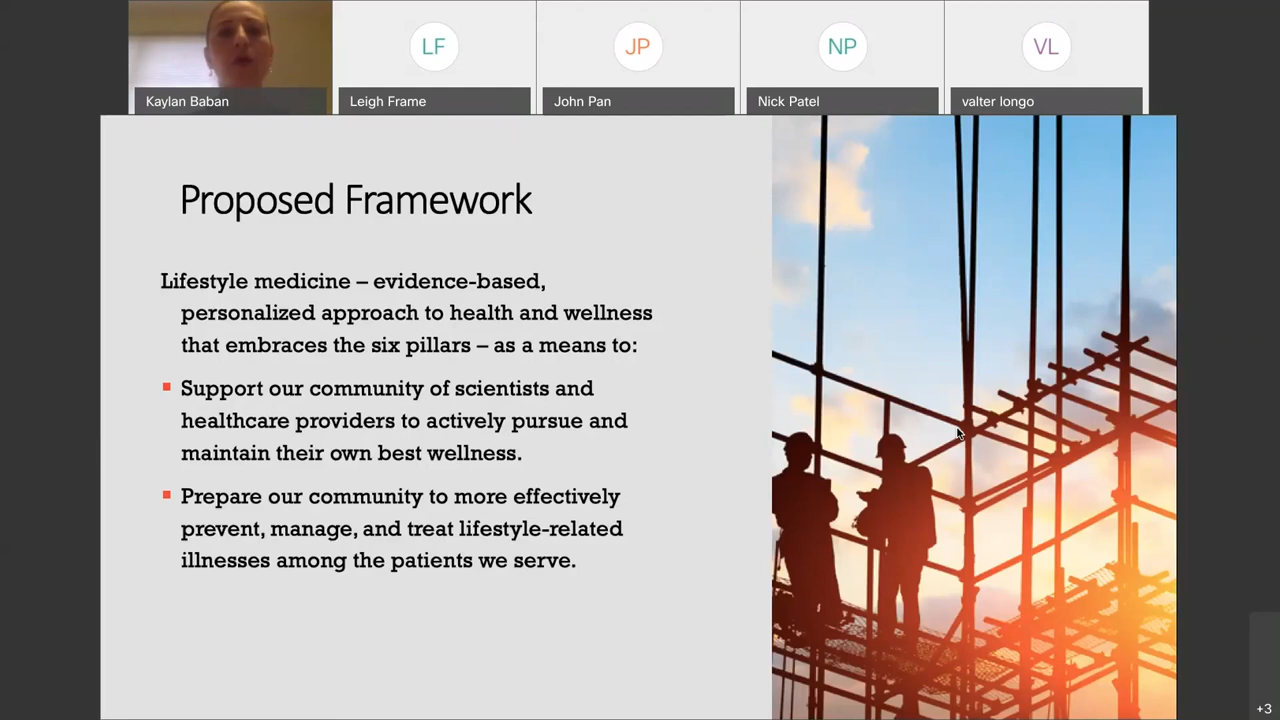 LF
JP
NP
VL
Kaylan Baban
Leigh Frame
John Pan
Nick Patel
valter longo
Proposed Framework
Lifestyle medicine – evidence-based,
personalized approach to health and wellness
that embraces the six pillars – as a means to:
Support our community of scientists and
healthcare providers to actively pursue and
maintain their own best wellness.
Prepare our community to more effectively
prevent, manage, and treat lifestyle-related
illnesses among the patients we serve.
+3